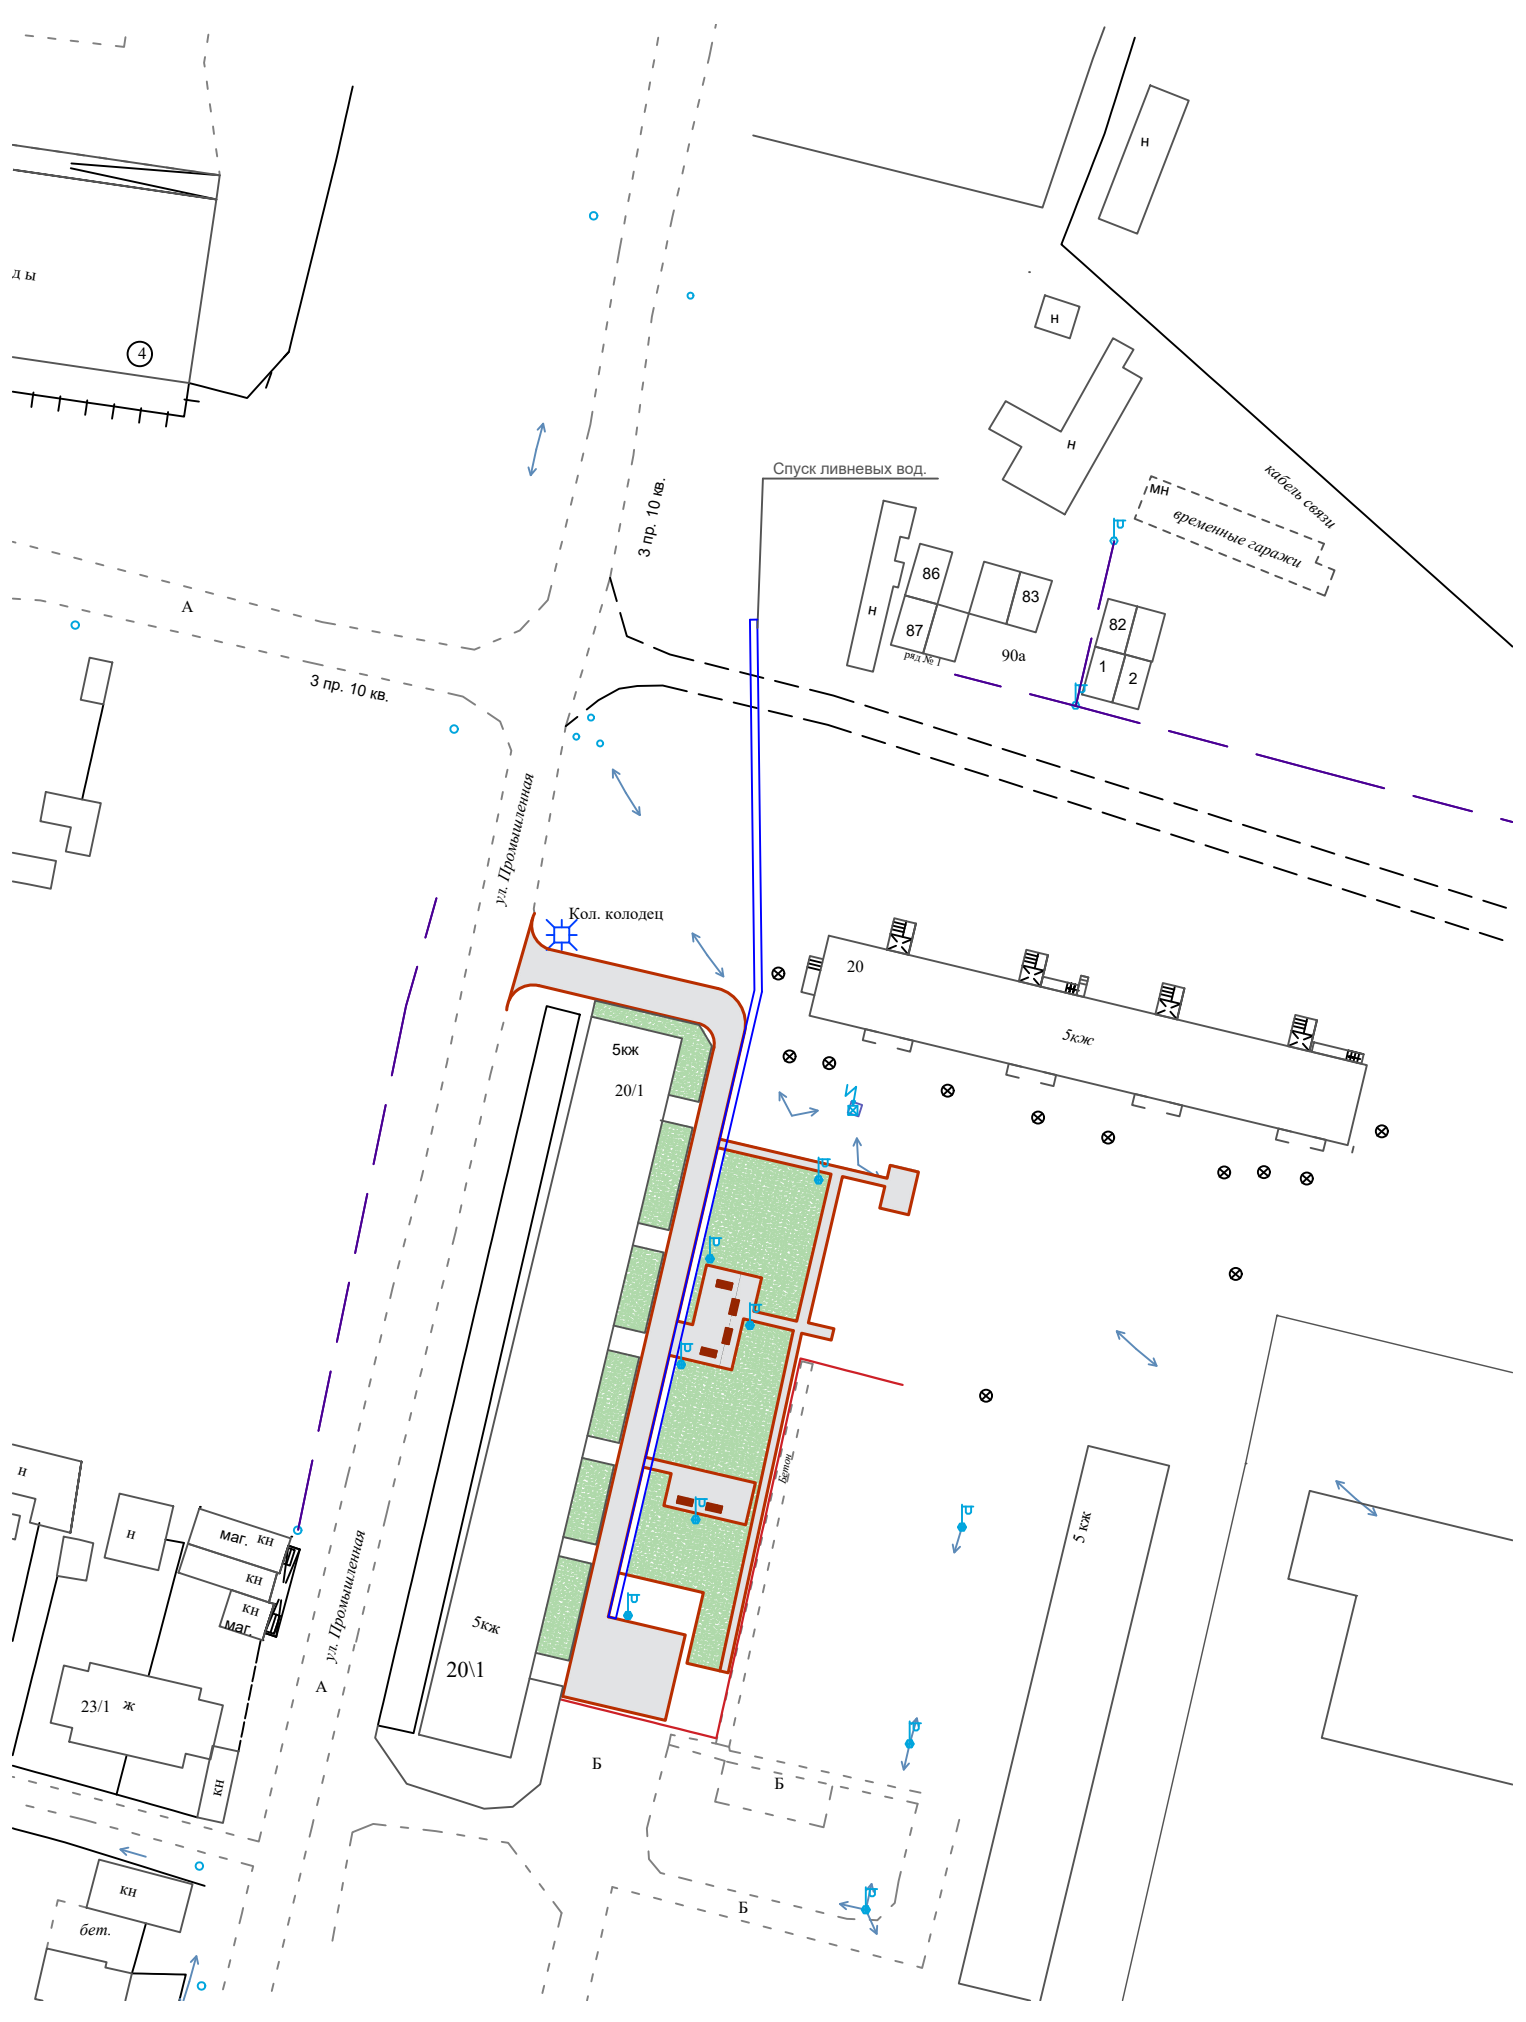 н
д ы
н
4
Спуск ливневых вод.
н
кабель связи
мн
временные гаражи
3 пр. 10 кв.
86
83
н
А
87
82
ряд № 1
90а
1
2
3 пр. 10 кв.
ул. Промышленная
Кол. колодец
20
5кж
5кж
20/1
Бетон.
н
н
маг.
кн
кн
кн
маг.
5 кж
ул. Промышленная
5кж
20\1
А
23/1
ж
Б
кн
Б
кн
Б
бет.